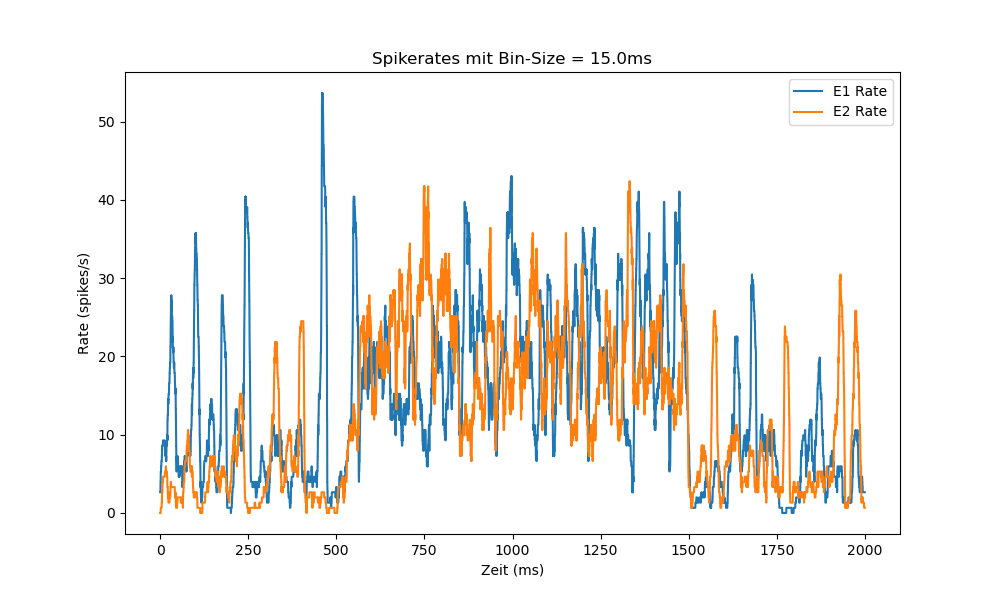 Spikerates mit Bin-Size = 15.0ms
E1 Rate
E2 Rate
Rate (spikes/s)
50
40
30
20
10
0
0 250 500 750 1000 1250 1500 1750 2000
Zeit (ms)